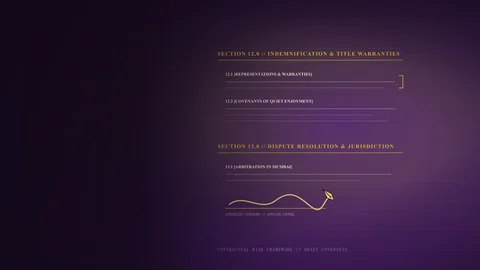 SECTION 12.0 // INDEMNIFICATION & TITLE WARRANTIES
12.1 [REPRESENTATIONS & WARRANTIES]
12.2 [COVENANTS OF QUIET ENJOYMENT]
SECTION 13.0 // DISPUTE RESOLUTION & JURISDICTION
13.1 [ARBITRATION IN MUMBAI]
CONTRACTUAL RISK FRAMEWORK // DRAFT COVENANTS